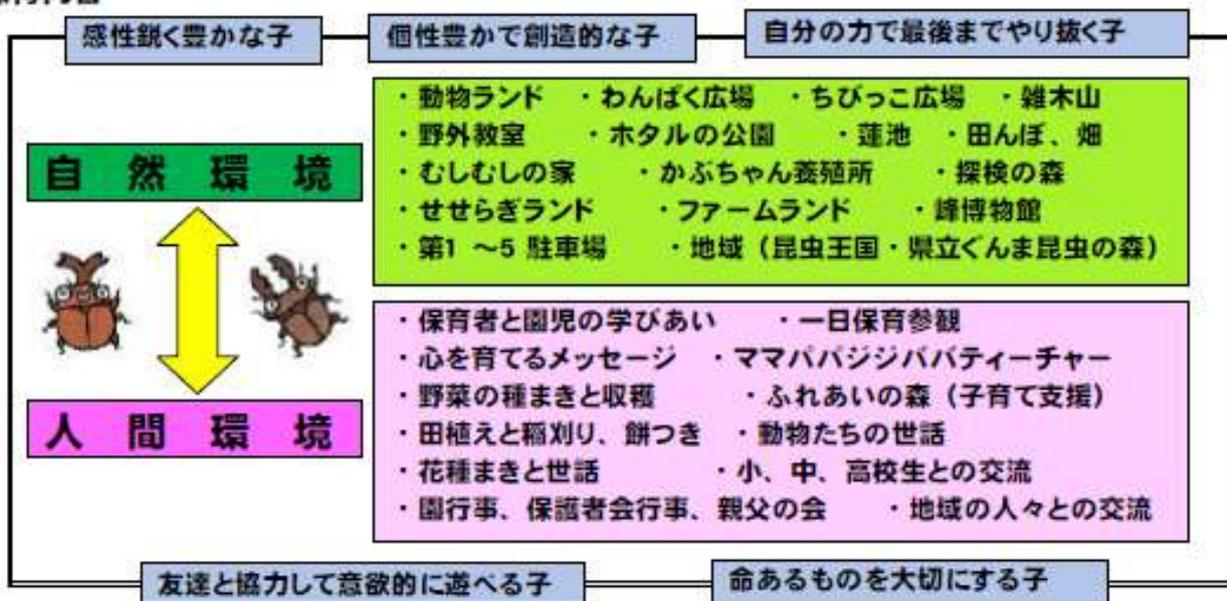 感性鋭く豊かな子 個性豊かで創造的な子 自分の力で最後までやり抜く子
自然環境
・動物ランド ・わんぱく広場 ・ちびっこ広場 ・雑木山
・野外教室 ・ホタルの公園 ・蓮池 ・田んぼ、畑
・むしむしの家 ・かぶちゃん養殖所 ・探検の森
・せせらぎランド ・ファームランド ・峰博物館
・第1 ～5 駐車場 ・地域（昆虫王国・県立ぐんま昆虫の森）
人間環境
・保育者と園児の学びあい ・一日保育参観
・心を育てるメッセージ ・ママパパジジババティーチャー
・野菜の種まきと収穫 ・ふれあいの森（子育て支援）
・田植えと稲刈り、餅つき ・動物たちの世話
・花種まきと世話 ・小、中、高校生との交流
・園行事、保護者会行事、親父の会 ・地域の人々との交流
友達と協力して意欲的に遊べる子 命あるものを大切にする子